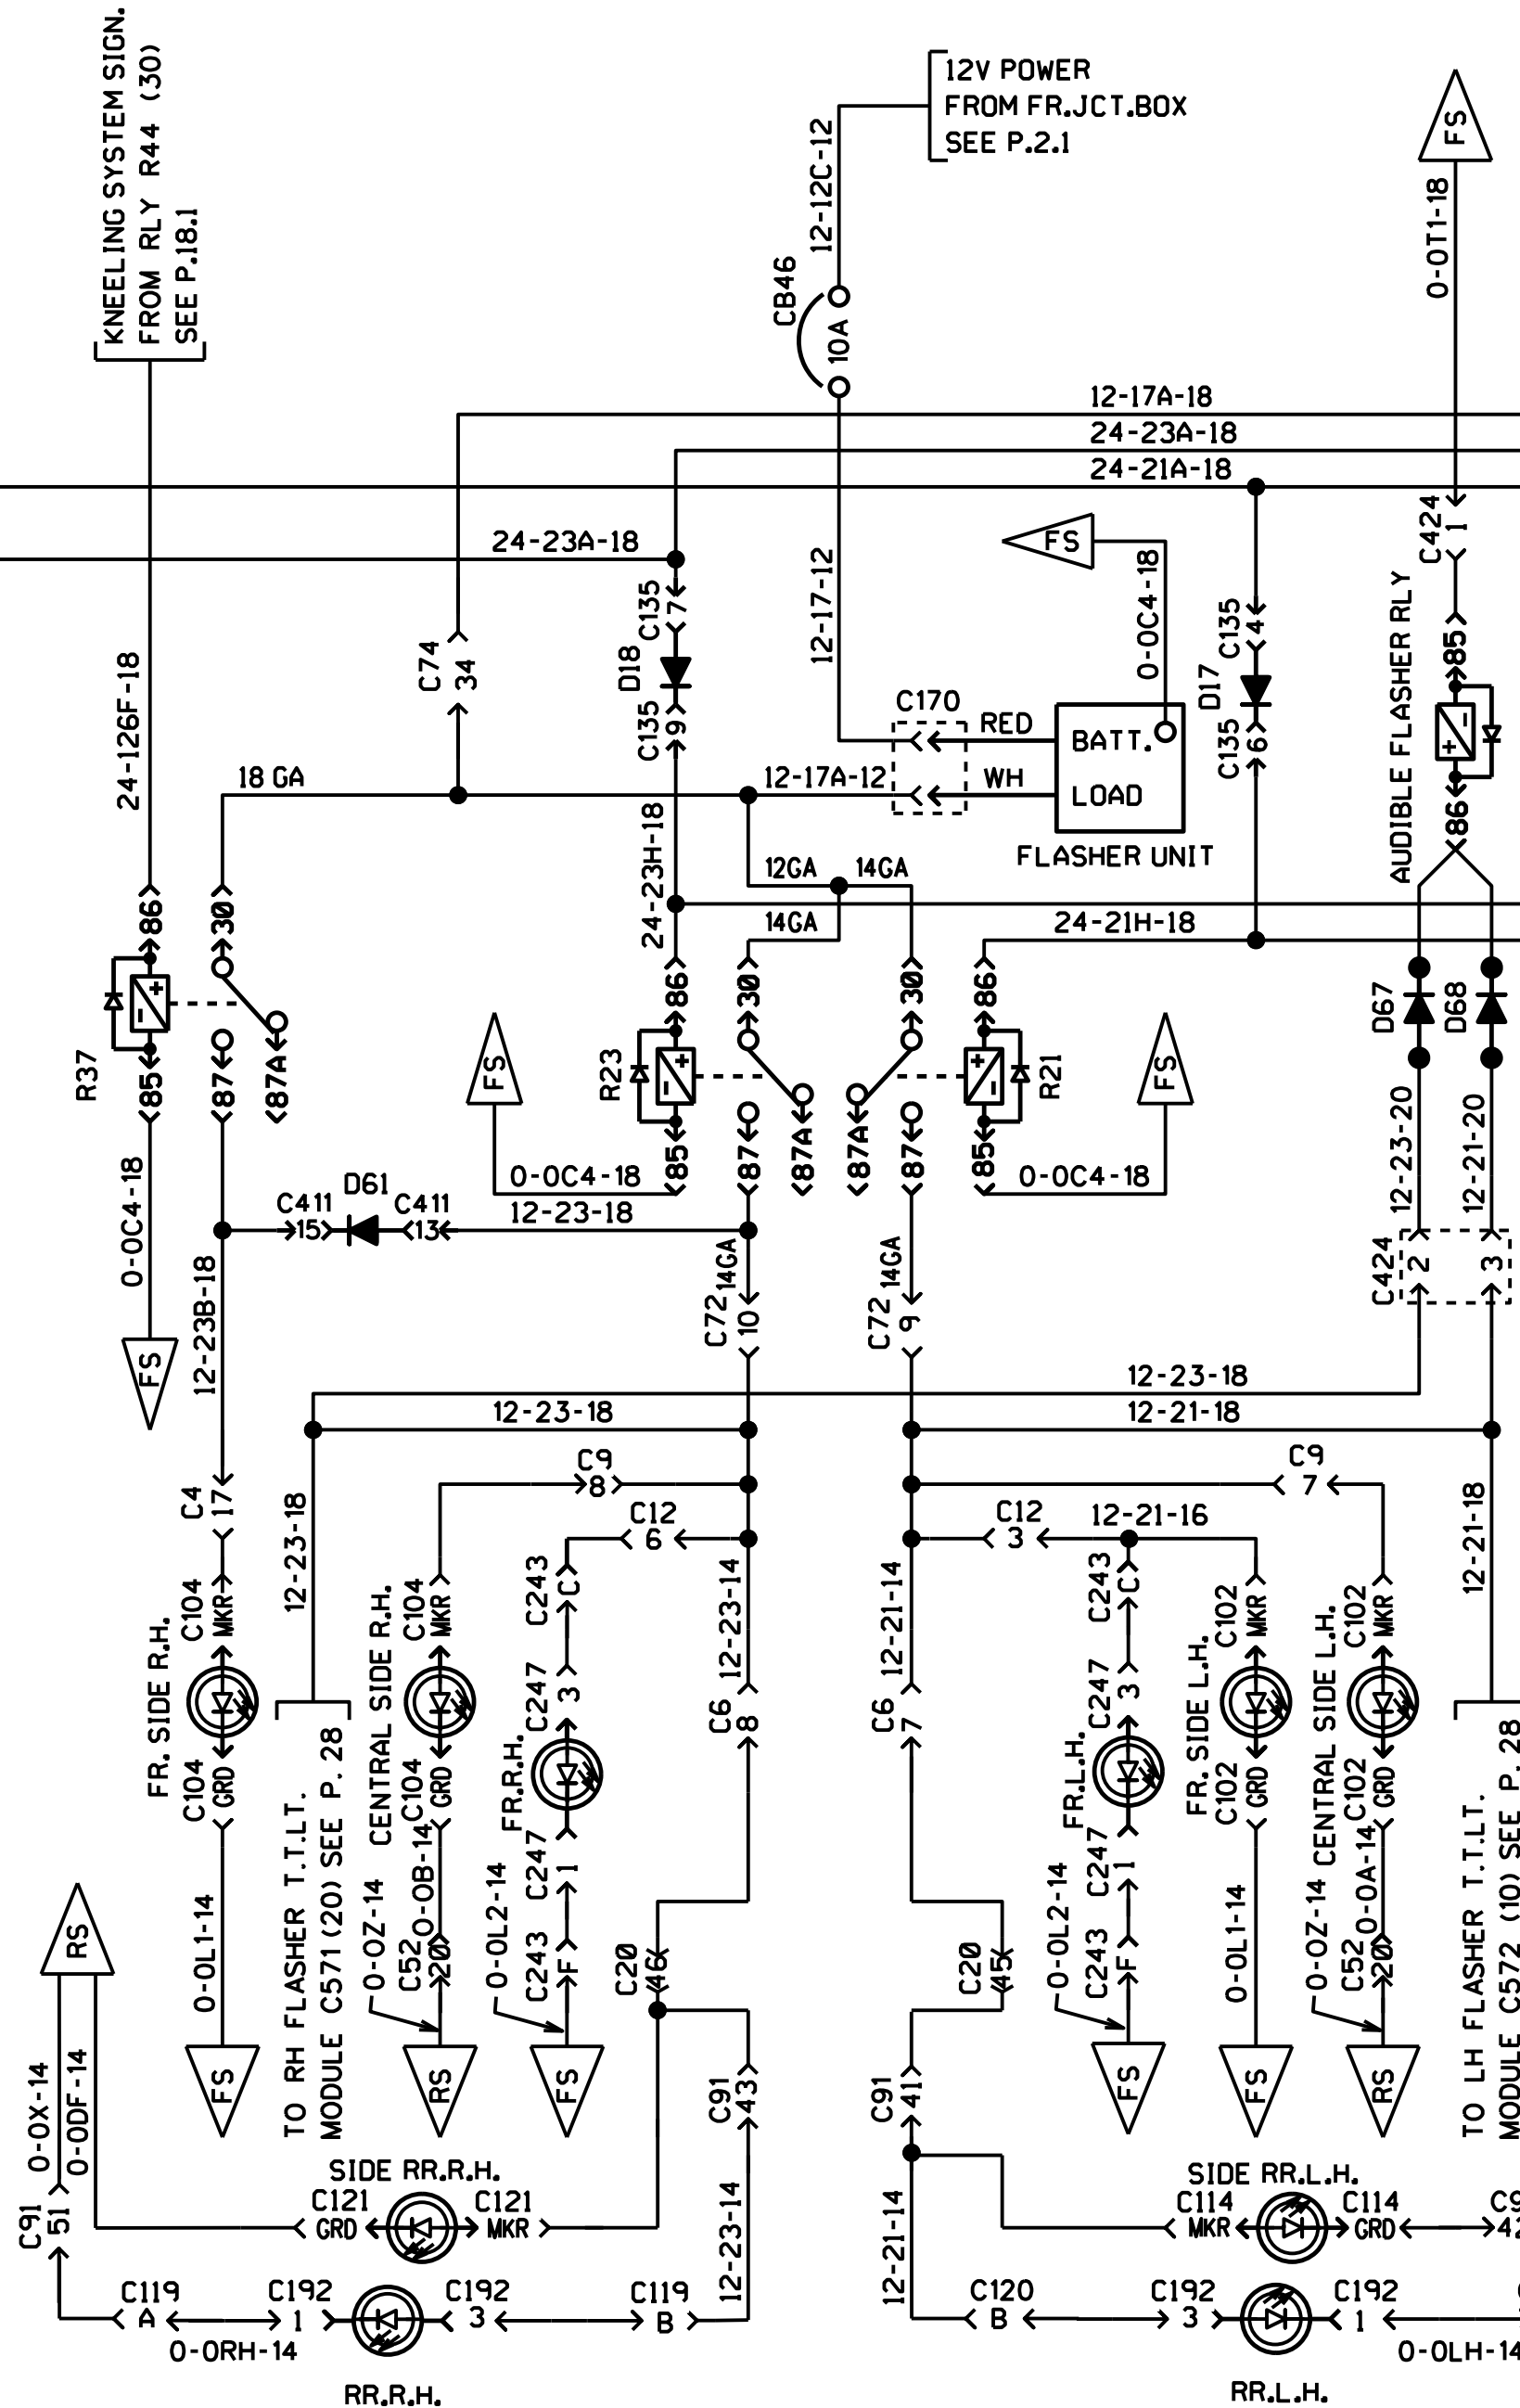 KNEELING SYSTEM SIGN.
FROM RLY R44 (30)
SEE P.18.1
12V POWER
FROM FR.JCT.BOX
SEE P.2.1
12-12C-12
CB46
10A
FS
0-0T1-18
12-17A-18
24-23A-18
24-21A-18
24-23A-18
C424
1
24-126F-18
C74
34
C135
7
D18
C135
9
12-17-12
FS
0-0C4-18
C135
4
D17
C135
6
AUDIBLE FLASHER RLY
85
86
C170
RED
BATT.
WH
LOAD
FLASHER UNIT
18 GA
12-17A-12
24-23H-18
12GA
14GA
14GA
24-21H-18
86
30
R37
85
87
87A
FS
R23
86
30
30
86
R21
FS
85
87
87A
87A
87
85
D67
D68
0-0C4-18
0-0C4-18
0-0C4-18
12-23-18
D61
C411
15
C411
13
12-23-20
12-21-20
C424
2
3
12-23B-18
14GA
14GA
C72
10
C72
9
FS
12-23-18
12-21-18
12-23-18
C4
17
C9
8
C9
7
C12
6
C12
3
12-21-16
12-23-18
12-23-14
12-21-14
12-21-18
FR. SIDE R.H.
C104
MKR
C104
GRD
CENTRAL SIDE R.H.
C104
MKR
C104
GRD
C243
C
C247
3
FR.R.H.
C247
1
C243
F
C6
8
C6
7
C243
C
C247
3
FR.L.H.
C247
1
C243
F
FR. SIDE L.H.
C102
MKR
C102
GRD
CENTRAL SIDE L.H.
C102
MKR
C102
GRD
RS
0-0L1-14
TO RH FLASHER T.T.LT.
MODULE C571 (20) SEE P. 28
0-0Z-14
C52
20
0-0B-14
0-0L2-14
C20
46
C20
45
0-0L2-14
0-0L1-14
0-0Z-14
C52
20
0-0A-14
TO LH FLASHER T.T.LT.
MODULE C572 (10) SEE P. 28
FS
RS
FS
FS
FS
RS
0-0X-14
0-0DF-14
C91
43
C91
41
C91
51
SIDE RR.R.H.
C121
GRD
C121
MKR
12-23-14
12-21-14
SIDE RR.L.H.
C114
MKR
C114
GRD
42
C119
A
C192
1
C192
3
C119
B
C120
B
C192
3
C192
1
0-0RH-14
0-0LH-14
RR.R.H.
RR.L.H.